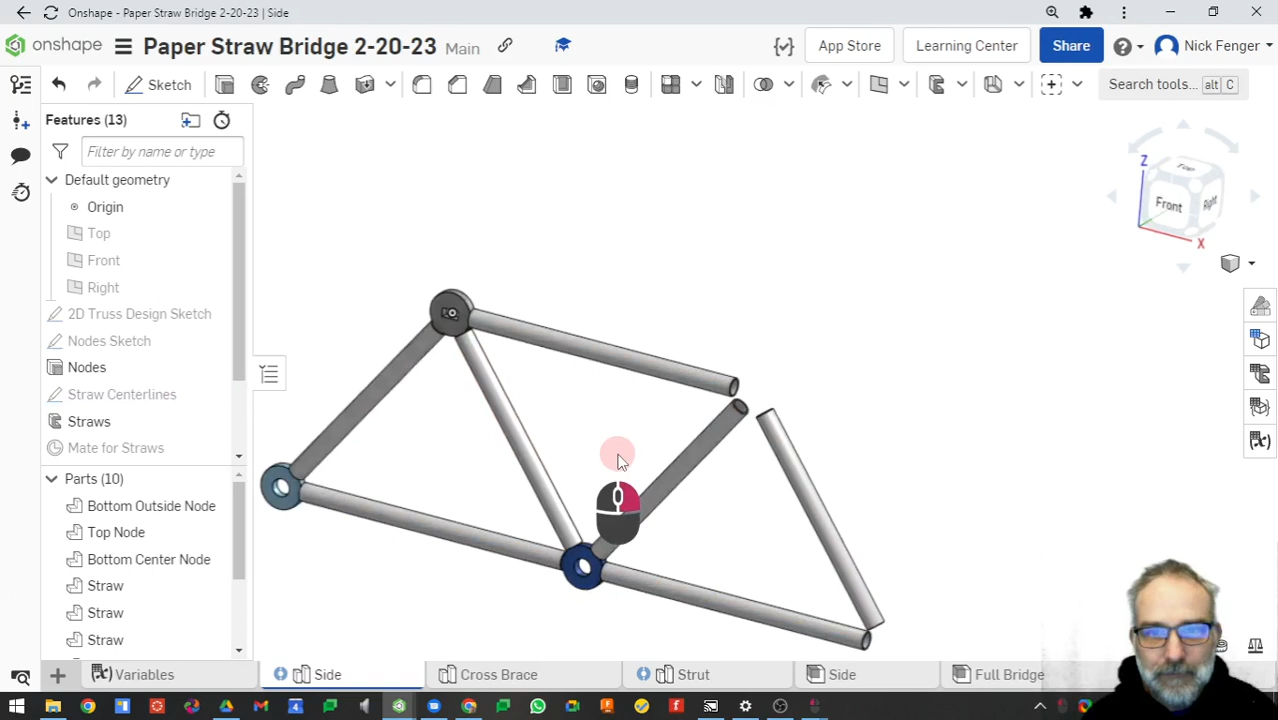 Onshape - Paper Straw Bridge 2-20-23 | Side
onshape
Paper Straw Bridge 2-20-23
Main
App Store
Learning Center
Share
Nick Fenger
Sketch
Search tools...
alt
C
Features (13)
Filter by name or type
Default geometry
Origin
Top
Front
Right
2D Truss Design Sketch
Nodes Sketch
Nodes
Straw Centerlines
Straws
Mate for Straws
Parts (10)
Bottom Outside Node
Top Node
Bottom Center Node
Straw
Straw
Straw
Z
Top
Front
Right
X
Variables
Side
Cross Brace
Strut
Side
Full Bridge